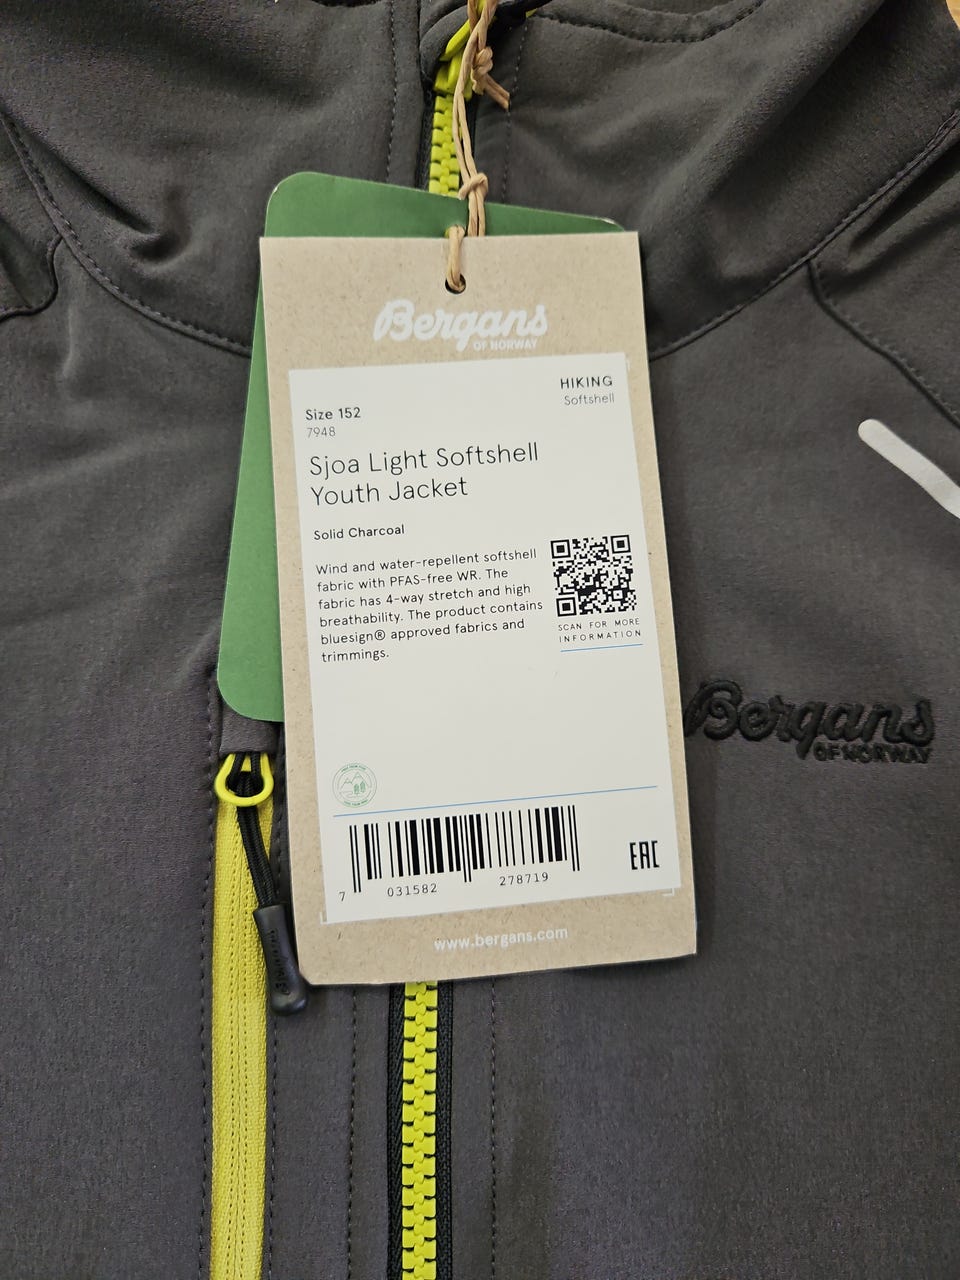 Bergans
OF NORWAY
HIKING
Softshell
Size 152
7948
Sjoa Light Softshell
Youth Jacket
Solid Charcoal
Wind and water-repellent softshell
fabric with PFAS-free WR. The
fabric has 4-way stretch and high
breathability. The product contains
bluesign® approved fabrics and
trimmings.
SCAN FOR MORE
INFORMATION
7 031582 278719
EAC
www.bergans.com
Bergans
OF NORWAY